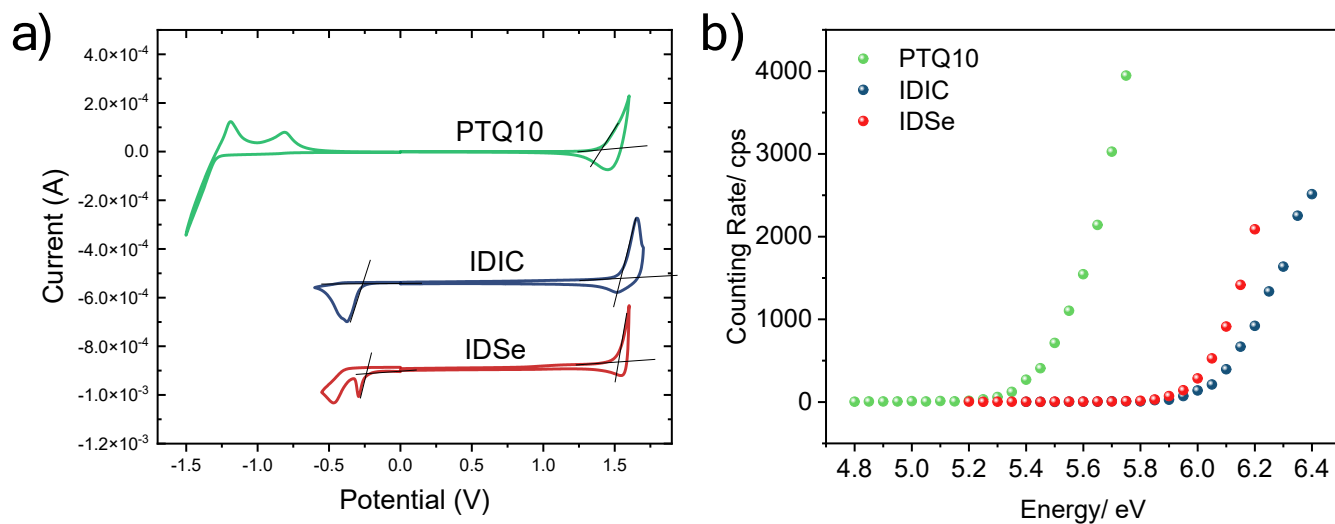 a)
4.0×10⁻⁴
2.0×10⁻⁴
0.0
-2.0×10⁻⁴
-4.0×10⁻⁴
-6.0×10⁻⁴
-8.0×10⁻⁴
-1.0×10⁻³
-1.2×10⁻³
Current (A)
PTQ10
IDIC
IDSe
-1.5 -1.0 -0.5 0.0 0.5 1.0 1.5
Potential (V)
b)
PTQ10
IDIC
IDSe
4000
3000
2000
1000
0
Counting Rate/ cps
4.8 5.0 5.2 5.4 5.6 5.8 6.0 6.2 6.4
Energy/ eV